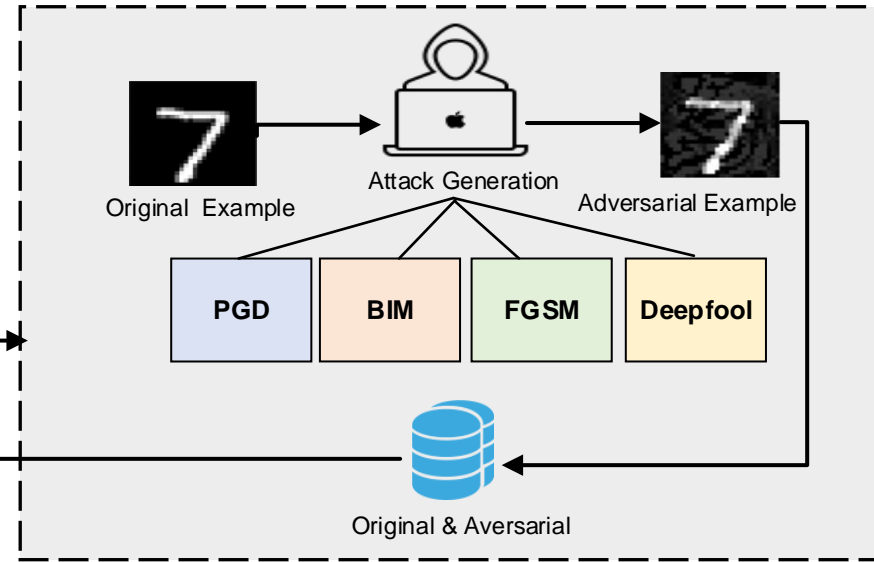 Attack Generation
Original Example
Adversarial Example
PGD
BIM
FGSM
Deepfool
Original & Aversarial